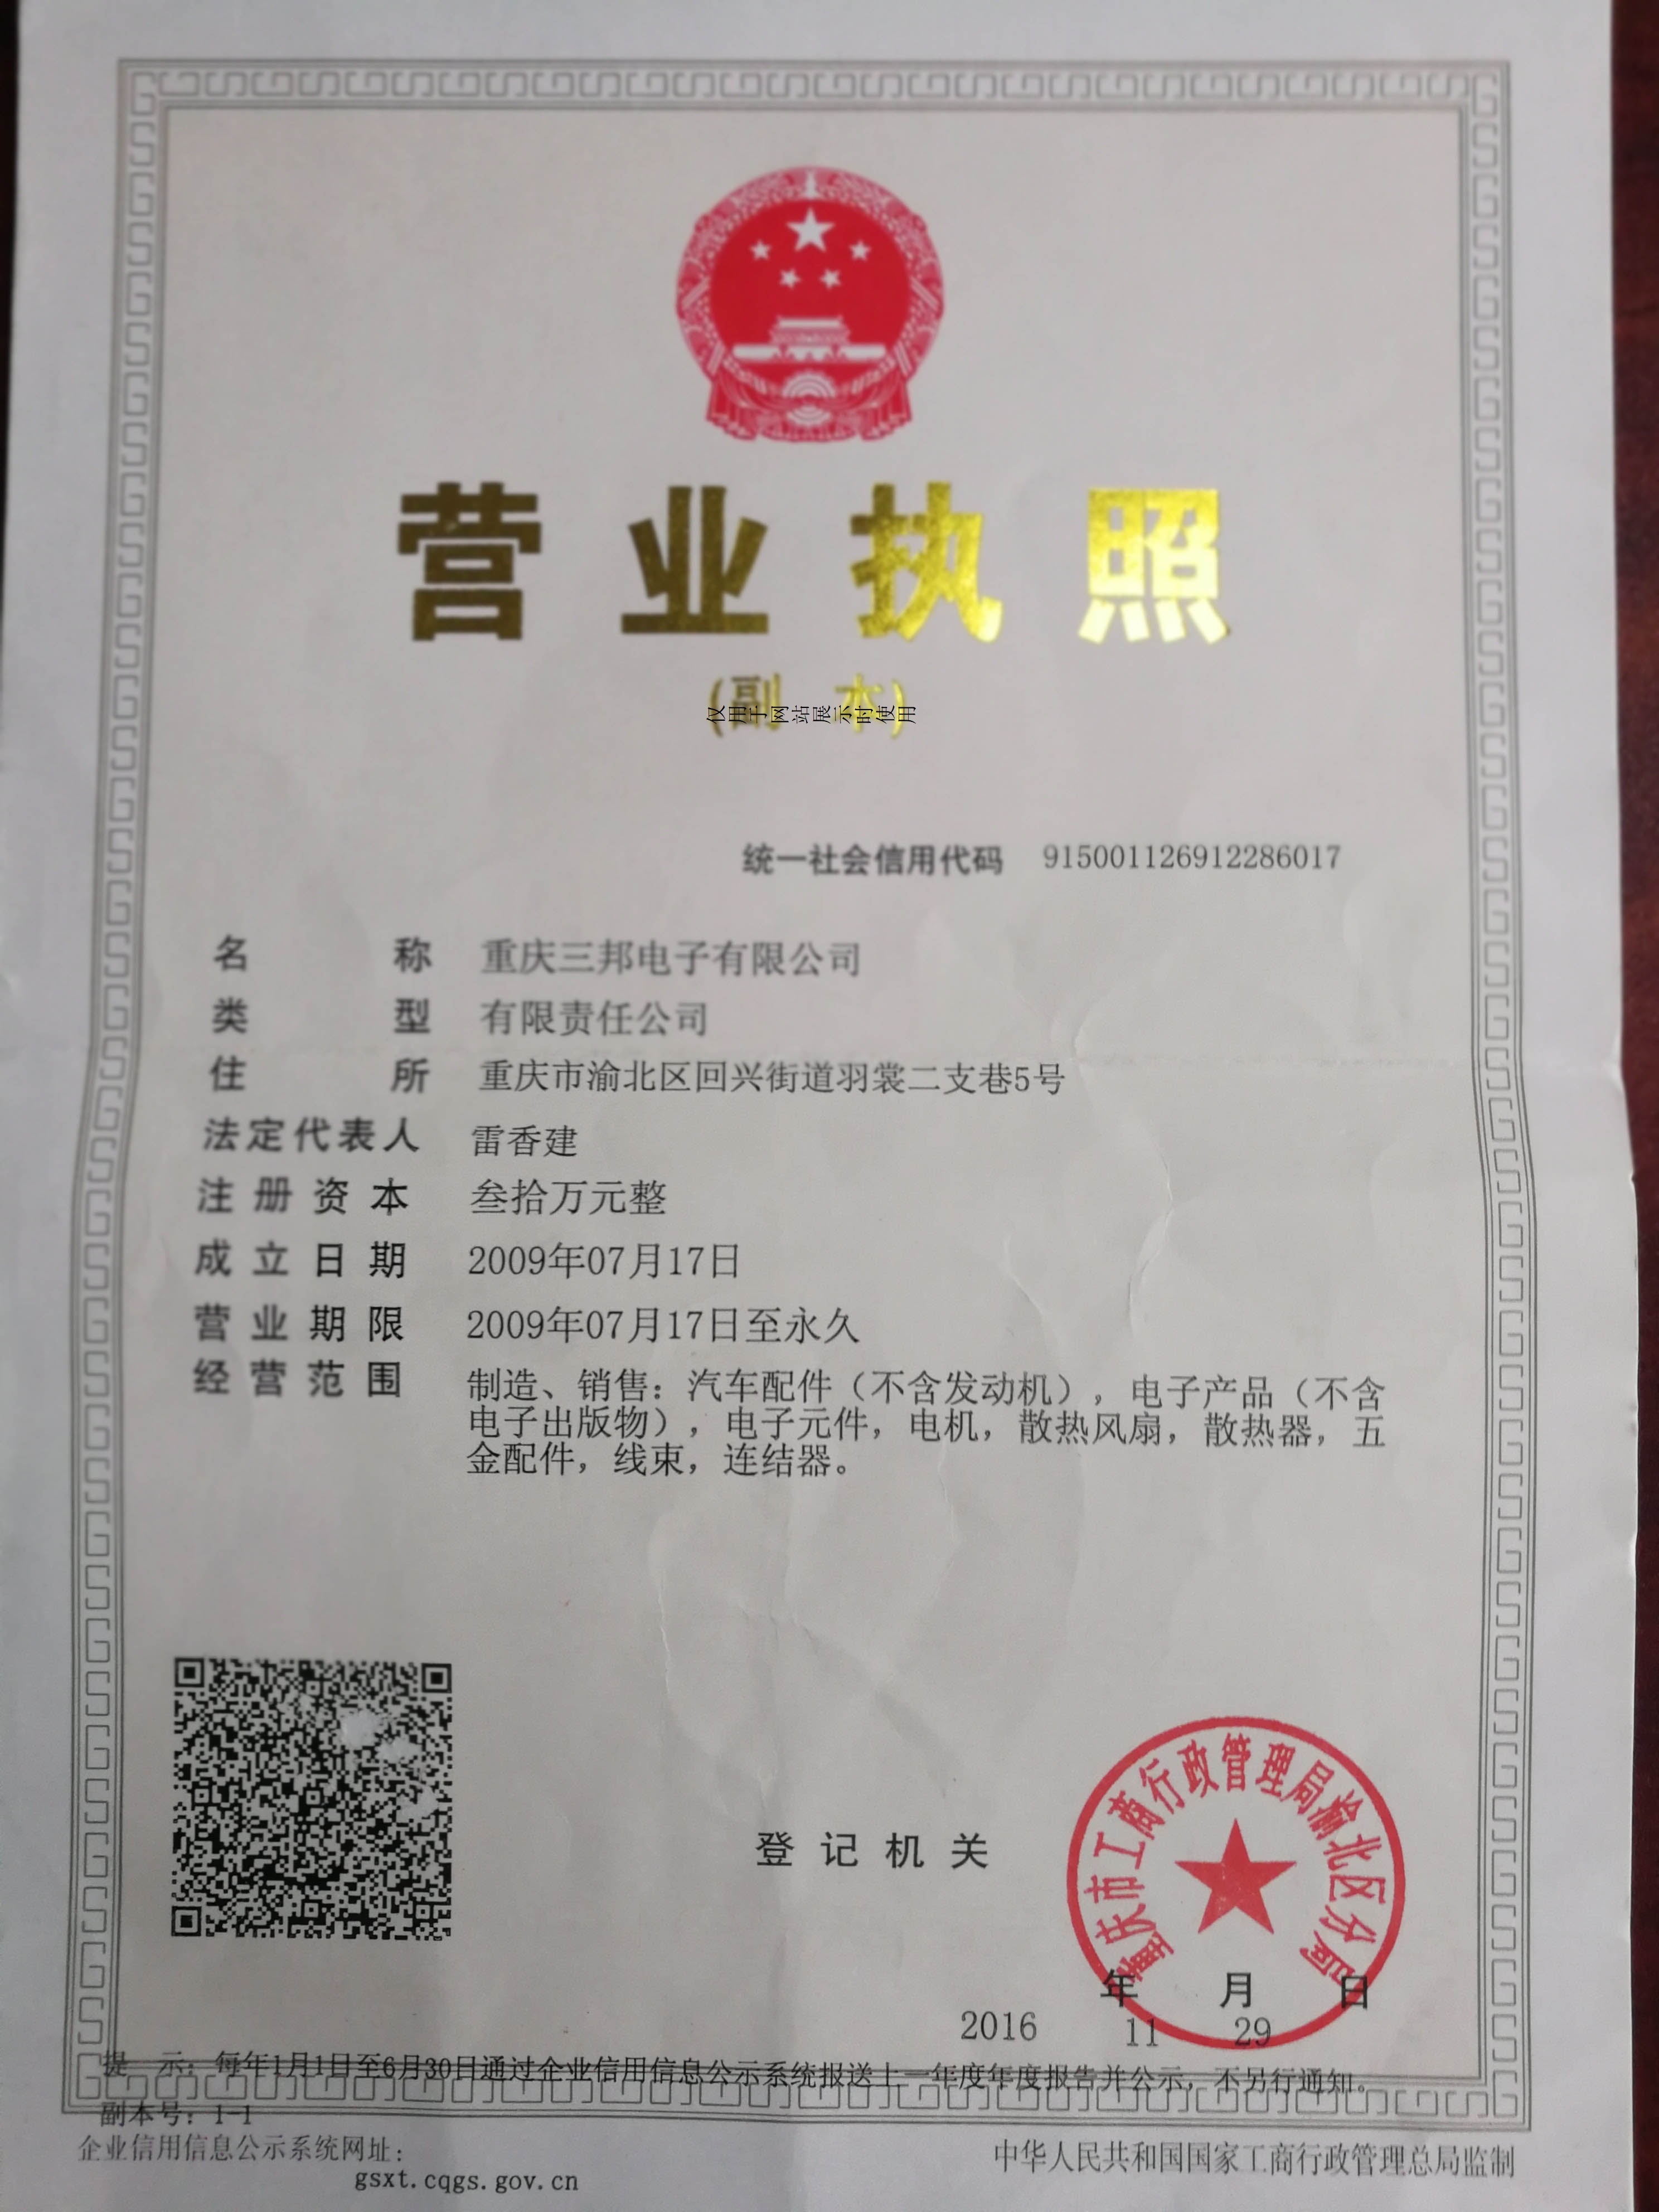 营业执照
(副 本)
仅用于网站展示时使用
统一社会信用代码 915001126912286017
名 称 重庆三邦电子有限公司
类 型 有限责任公司
住 所 重庆市渝北区回兴街道羽裳二支巷5号
法定代表人 雷香建
注册资本 叁拾万元整
成立日期 2009年07月17日
营业期限 2009年07月17日至永久
经营范围 制造、销售：汽车配件（不含发动机），电子产品（不含
电子出版物），电子元件，电机，散热风扇，散热器，五
金配件，线束，连结器。
登记机关
重庆市工商行政管理局渝北区分局
年 月 日
2016 11 29
提 示：每年1月1日至6月30日通过企业信用信息公示系统报送上一年度年度报告并公示，不另行通知。
副本号：1-1
企业信用信息公示系统网址：
gsxt.cqgs.gov.cn
中华人民共和国国家工商行政管理总局监制